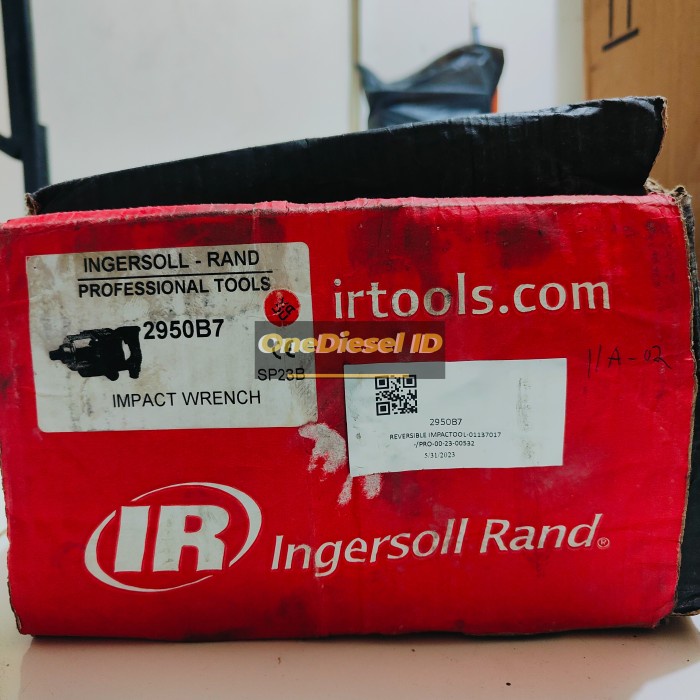 INGERSOLL - RAND
PROFESSIONAL TOOLS
2950B7
SP23B
IMPACT WRENCH
irtools.com
OneDiesel ID
11A-02
2950B7
REVERSIBLE IMPACTOOL-01137017
-/PRO-00-23-00532
5/31/2023
IR Ingersoll Rand®